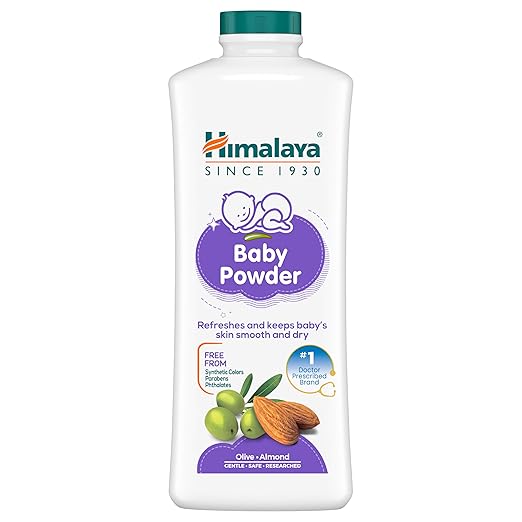 Himalaya®
SINCE 1930
Baby
Powder
Refreshes and keeps baby's
skin smooth and dry
FREE
FROM
Synthetic Colors
Parabens
Phthalates
#1
Doctor
Prescribed
Brand
Olive • Almond
GENTLE • SAFE • RESEARCHED